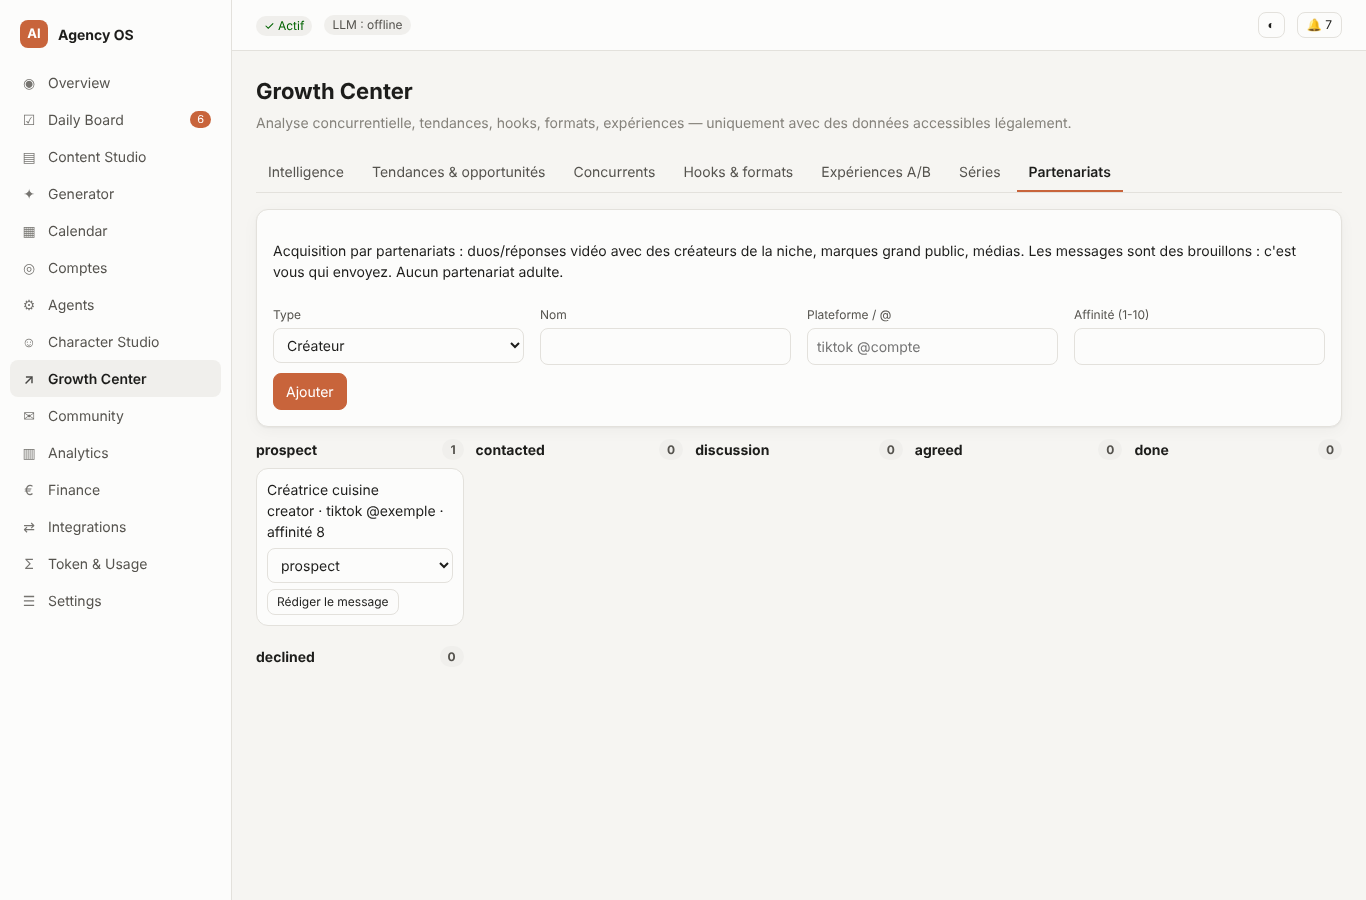 AI Agency OS
✓ Actif
LLM : offline
🔔 7
Overview
Daily Board 6
Content Studio
Generator
Calendar
Comptes
Agents
Character Studio
Growth Center
Community
Analytics
€ Finance
Integrations
Σ Token & Usage
Settings
Growth Center
Analyse concurrentielle, tendances, hooks, formats, expériences — uniquement avec des données accessibles légalement.
Intelligence Tendances & opportunités Concurrents Hooks & formats Expériences A/B Séries Partenariats
Acquisition par partenariats : duos/réponses vidéo avec des créateurs de la niche, marques grand public, médias. Les messages sont des brouillons : c'est
vous qui envoyez. Aucun partenariat adulte.
Type Nom Plateforme / @ Affinité (1-10)
Créateur tiktok @compte
Ajouter
prospect 1 contacted 0 discussion 0 agreed 0 done 0
Créatrice cuisine
creator · tiktok @exemple ·
affinité 8
prospect
Rédiger le message
declined 0